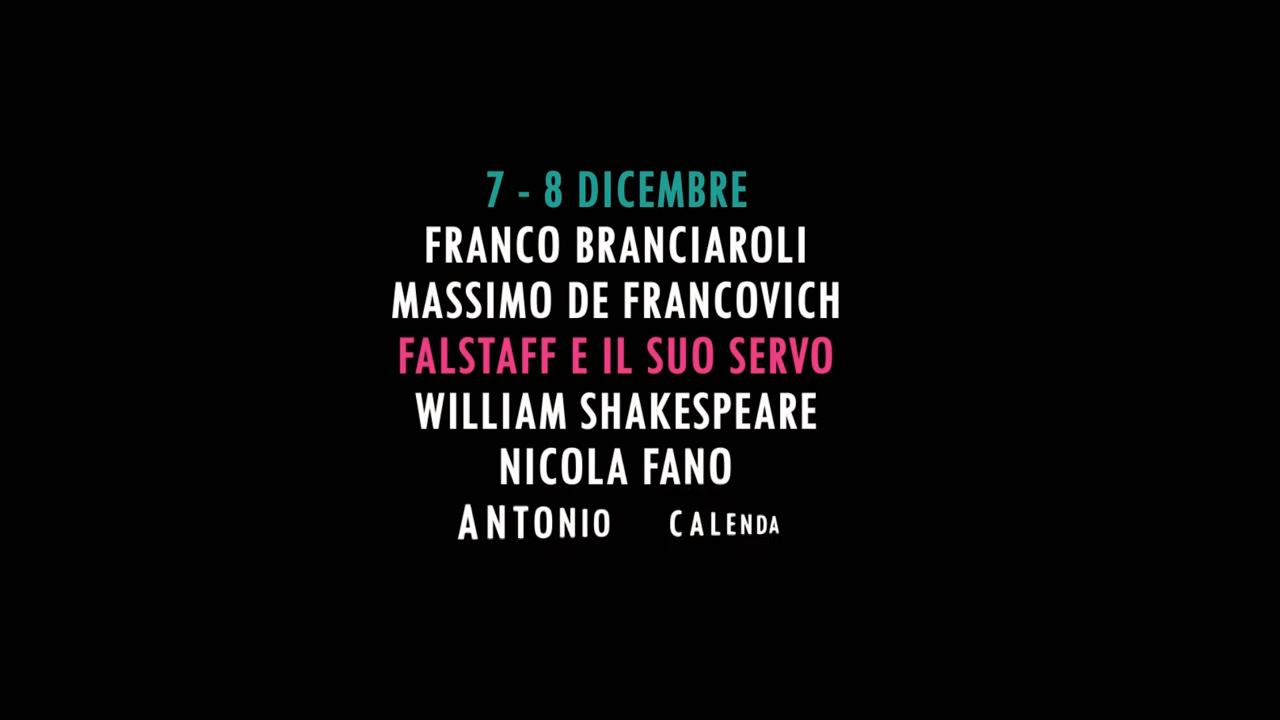 7 - 8 DICEMBRE
FRANCO BRANCIAROLI
MASSIMO DE FRANCOVICH
FALSTAFF E IL SUO SERVO
WILLIAM SHAKESPEARE
NICOLA FANO
ANTONIO CALENDA